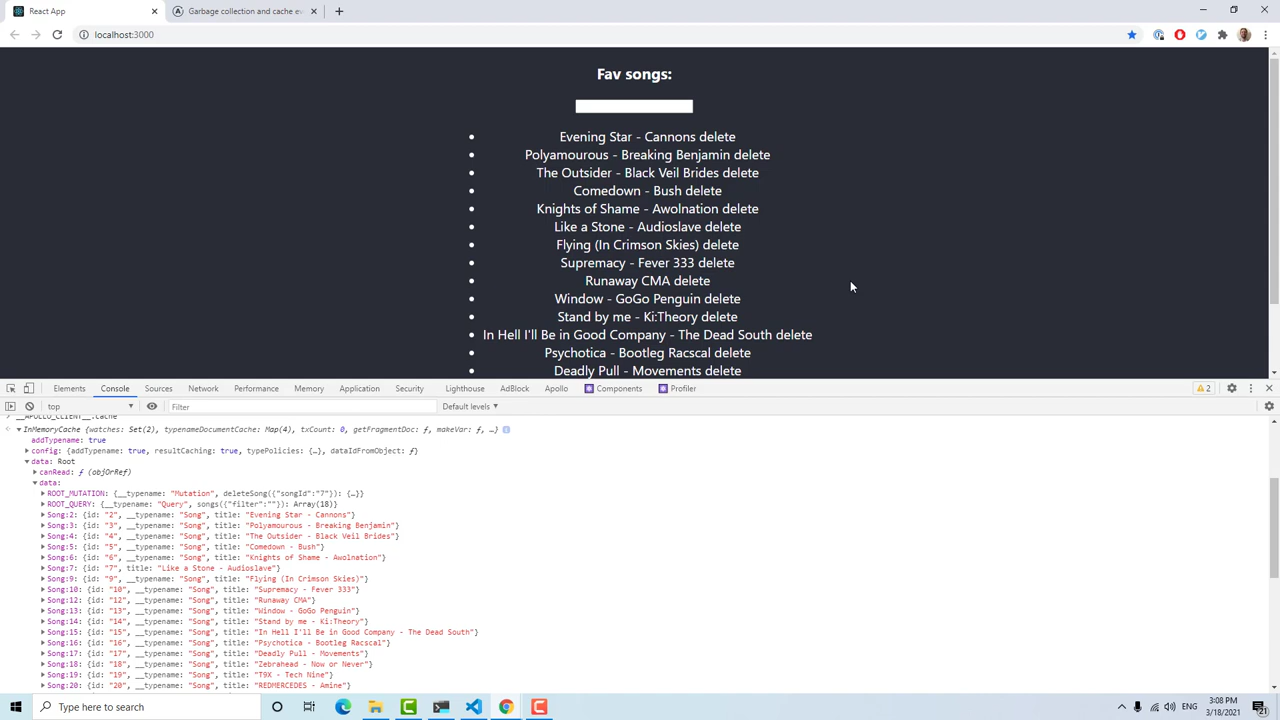 React App
Garbage collection and cache ev
localhost:3000
Fav songs:
Evening Star - Cannons delete
Polyamourous - Breaking Benjamin delete
The Outsider - Black Veil Brides delete
Comedown - Bush delete
Knights of Shame - Awolnation delete
Like a Stone - Audioslave delete
Flying (In Crimson Skies) delete
Supremacy - Fever 333 delete
Runaway CMA delete
Window - GoGo Penguin delete
Stand by me - Ki:Theory delete
In Hell I'll Be in Good Company - The Dead South delete
Psychotica - Bootleg Racscal delete
Deadly Pull - Movements delete
Elements Console Sources Network Performance Memory Application Security Lighthouse AdBlock Apollo Components Profiler 2
top Filter Default levels
__APOLLO_CLIENT__.cache
InMemoryCache {watches: Set(2), typenameDocumentCache: Map(4), txCount: 0, getFragmentDoc: ƒ, makeVar: ƒ, …}
addTypename: true
config: {addTypename: true, resultCaching: true, typePolicies: {…}, dataIdFromObject: ƒ}
data: Root
canRead: ƒ (objOrRef)
data:
ROOT_MUTATION: {__typename: "Mutation", deleteSong({"songId":"7"}): {…}}
ROOT_QUERY: {__typename: "Query", songs({"filter":""}): Array(18)}
Song:2: {id: "2", __typename: "Song", title: "Evening Star - Cannons"}
Song:3: {id: "3", __typename: "Song", title: "Polyamourous - Breaking Benjamin"}
Song:4: {id: "4", __typename: "Song", title: "The Outsider - Black Veil Brides"}
Song:5: {id: "5", __typename: "Song", title: "Comedown - Bush"}
Song:6: {id: "6", __typename: "Song", title: "Knights of Shame - Awolnation"}
Song:7: {id: "7", title: "Like a Stone - Audioslave"}
Song:9: {id: "9", __typename: "Song", title: "Flying (In Crimson Skies)"}
Song:10: {id: "10", __typename: "Song", title: "Supremacy - Fever 333"}
Song:12: {id: "12", __typename: "Song", title: "Runaway CMA"}
Song:13: {id: "13", __typename: "Song", title: "Window - GoGo Penguin"}
Song:14: {id: "14", __typename: "Song", title: "Stand by me - Ki:Theory"}
Song:15: {id: "15", __typename: "Song", title: "In Hell I'll Be in Good Company - The Dead South"}
Song:16: {id: "16", __typename: "Song", title: "Psychotica - Bootleg Racscal"}
Song:17: {id: "17", __typename: "Song", title: "Deadly Pull - Movements"}
Song:18: {id: "18", __typename: "Song", title: "Zebrahead - Now or Never"}
Song:19: {id: "19", __typename: "Song", title: "T9X - Tech Nine"}
Song:20: {id: "20", __typename: "Song", title: "REDMERCEDES - Amine"}
Type here to search
ENG
3:08 PM
3/18/2021
21